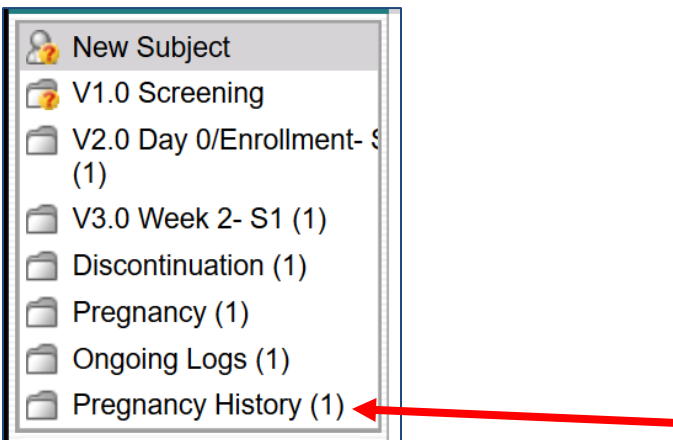 New Subject
V1.0 Screening
V2.0 Day 0/Enrollment-
(1)
V3.0 Week 2- S1 (1)
Discontinuation (1)
Pregnancy (1)
Ongoing Logs (1)
Pregnancy History (1)